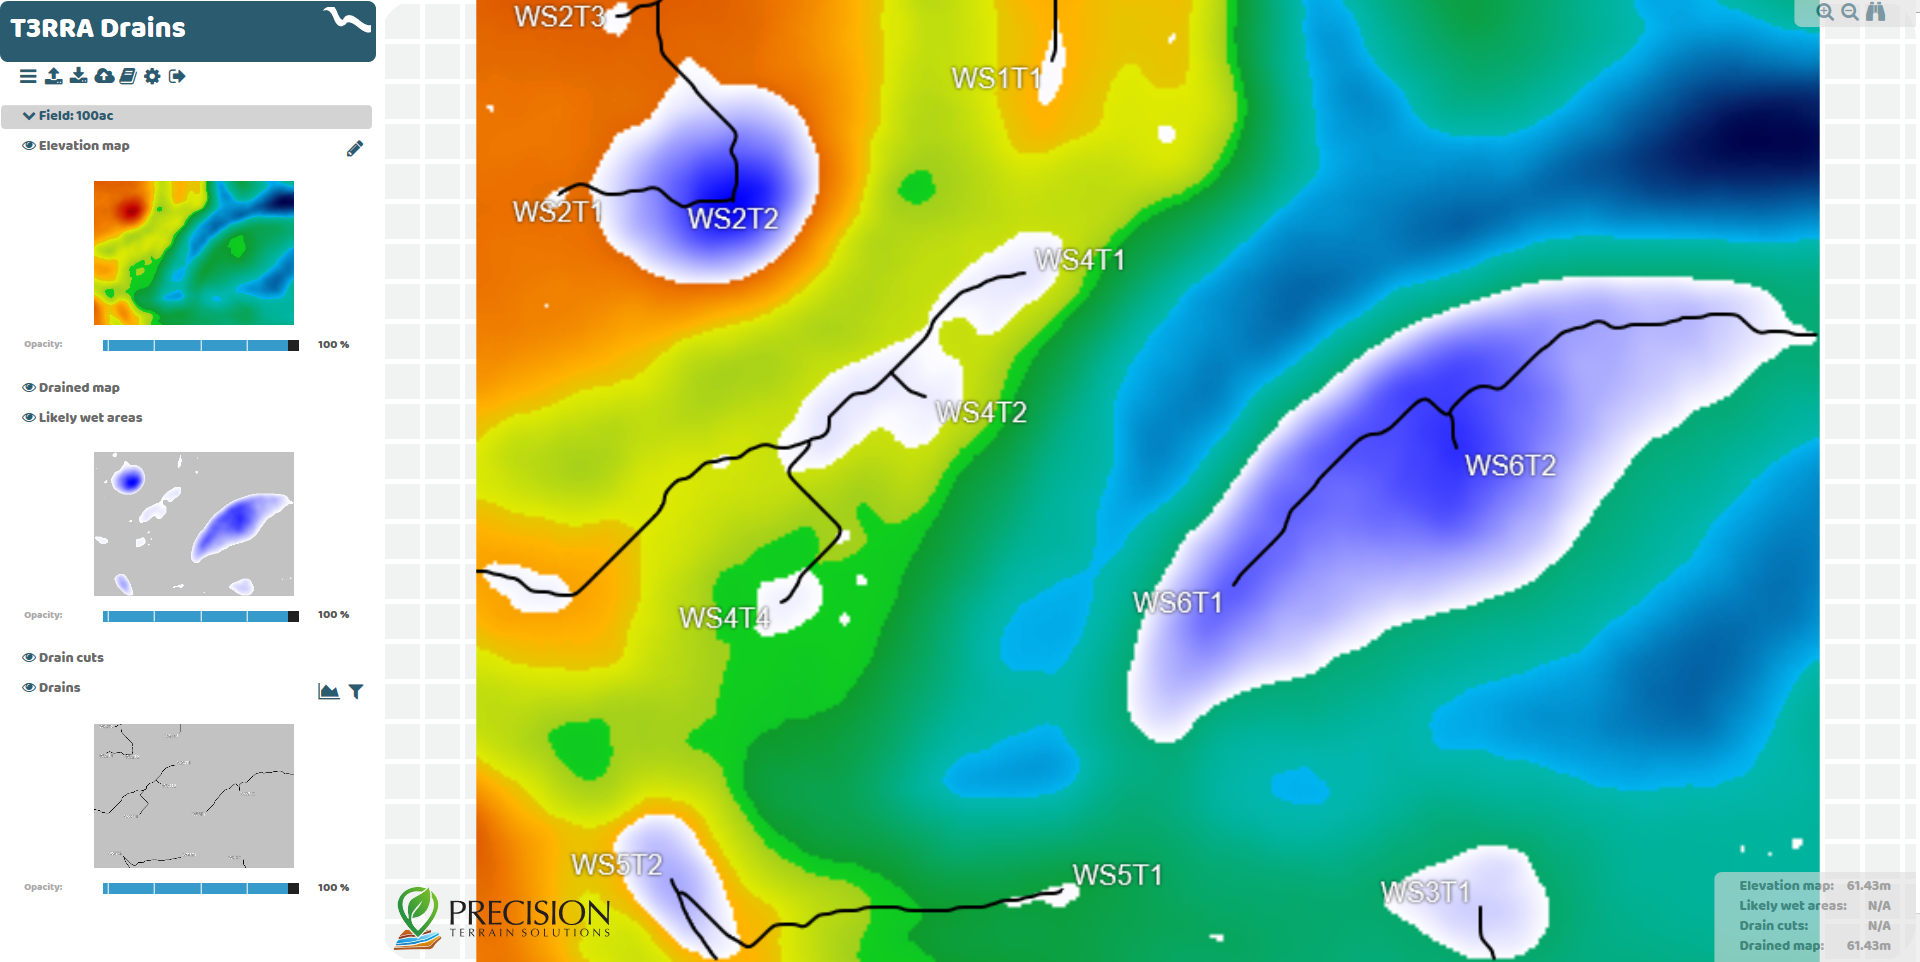 T3RRA Drains
Field: 100ac
Elevation map
Opacity: 100 %
Drained map
Likely wet areas
Opacity: 100 %
Drain cuts
Drains
Opacity: 100 %
WS2T3
WS1T1
WS2T1
WS2T2
WS4T1
WS4T2
WS6T2
WS6T1
WS4T4
WS5T2
WS5T1
WS3T1
PRECISION
TERRAIN SOLUTIONS
Elevation map: 61.43m
Likely wet areas: N/A
Drain cuts: N/A
Drained map: 61.43m